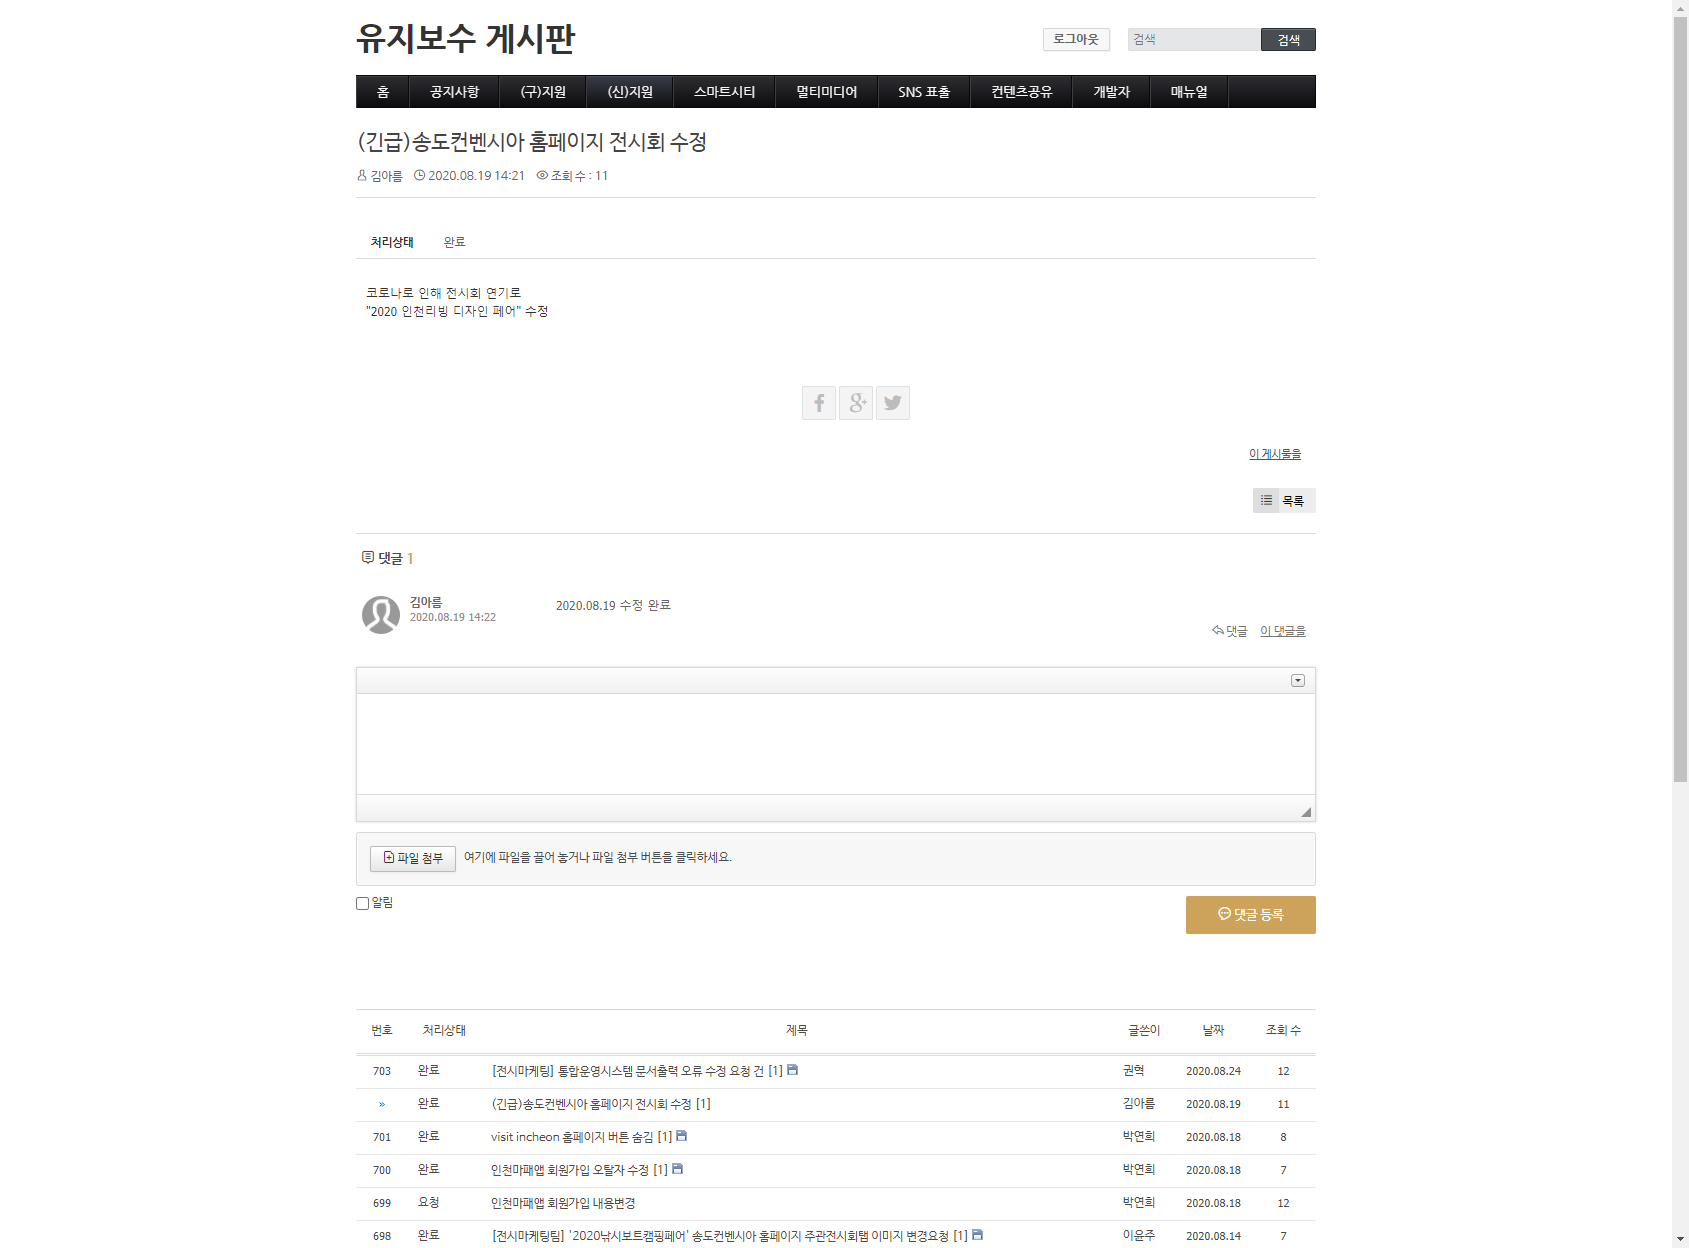 유지보수 게시판
로그아웃
검색
검색
홈 공지사항 (구)지원 (신)지원 스마트시티 멀티미디어 SNS 표출 컨텐츠공유 개발자 매뉴얼
(긴급)송도컨벤시아 홈페이지 전시회 수정
김아름 2020.08.19 14:21 조회 수 : 11
처리상태 완료
코로나로 인해 전시회 연기로
"2020 인천리빙 디자인 페어" 수정
이 게시물을
목록
댓글 1
김아름
2020.08.19 14:22
2020.08.19 수정 완료
댓글 이 댓글을
파일 첨부 여기에 파일을 끌어 놓거나 파일 첨부 버튼을 클릭하세요.
알림
댓글 등록
번호 처리상태 제목 글쓴이 날짜 조회 수
703 완료 [전시마케팅] 통합운영시스템 문서출력 오류 수정 요청 건 [1] 권혁 2020.08.24 12
» 완료 (긴급)송도컨벤시아 홈페이지 전시회 수정 [1] 김아름 2020.08.19 11
701 완료 visit incheon 홈페이지 버튼 숨김 [1] 박연희 2020.08.18 8
700 완료 인천마패앱 회원가입 오탈자 수정 [1] 박연희 2020.08.18 7
699 요청 인천마패앱 회원가입 내용변경 박연희 2020.08.18 12
698 완료 [전시마케팅팀] '2020낚시보트캠핑페어' 송도컨벤시아 홈페이지 주관전시회탭 이미지 변경요청 [1] 이윤주 2020.08.14 7